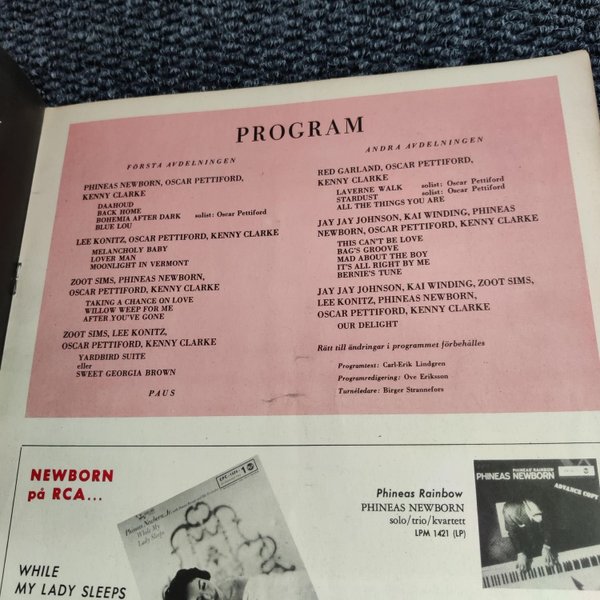 PROGRAM
FÖRSTA AVDELNINGEN
PHINEAS NEWBORN, OSCAR PETTIFORD,
KENNY CLARKE
DAAHOUD
BACK HOME
BOHEMIA AFTER DARK solist: Oscar Pettiford
BLUE LOU
LEE KONITZ, OSCAR PETTIFORD, KENNY CLARKE
MELANCHOLY BABY
LOVER MAN
MOONLIGHT IN VERMONT
ZOOT SIMS, PHINEAS NEWBORN,
OSCAR PETTIFORD, KENNY CLARKE
TAKING A CHANCE ON LOVE
WILLOW WEEP FOR ME
AFTER YOU'VE GONE
ZOOT SIMS, LEE KONITZ,
OSCAR PETTIFORD, KENNY CLARKE
YARDBIRD SUITE
eller
SWEET GEORGIA BROWN
PAUS
ANDRA AVDELNINGEN
RED GARLAND, OSCAR PETTIFORD,
KENNY CLARKE
LAVERNE WALK solist: Oscar Pettiford
STARDUST solist: Oscar Pettiford
ALL THE THINGS YOU ARE
JAY JAY JOHNSON, KAI WINDING, PHINEAS
NEWBORN, OSCAR PETTIFORD, KENNY CLARKE
THIS CAN'T BE LOVE
BAG'S GROOVE
MAD ABOUT THE BOY
IT'S ALL RIGHT BY ME
BERNIE'S TUNE
JAY JAY JOHNSON, KAI WINDING, ZOOT SIMS,
LEE KONITZ, PHINEAS NEWBORN,
OSCAR PETTIFORD, KENNY CLARKE
OUR DELIGHT
Rätt till ändringar i programmet förbehålles
Programtext: Carl-Erik Lindgren
Programredigering: Ove Eriksson
Turnéledare: Birger Strannefors
NEWBORN
på RCA...
WHILE
MY LADY SLEEPS
Phineas Newborn, Jr.
While My
Lady Sleeps
Phineas Rainbow
PHINEAS NEWBORN
solo/trio/kvartett
LPM 1421 (LP)
PHINEAS' RAINBOW
PHINEAS NEWBORN
ADVANCE COPY